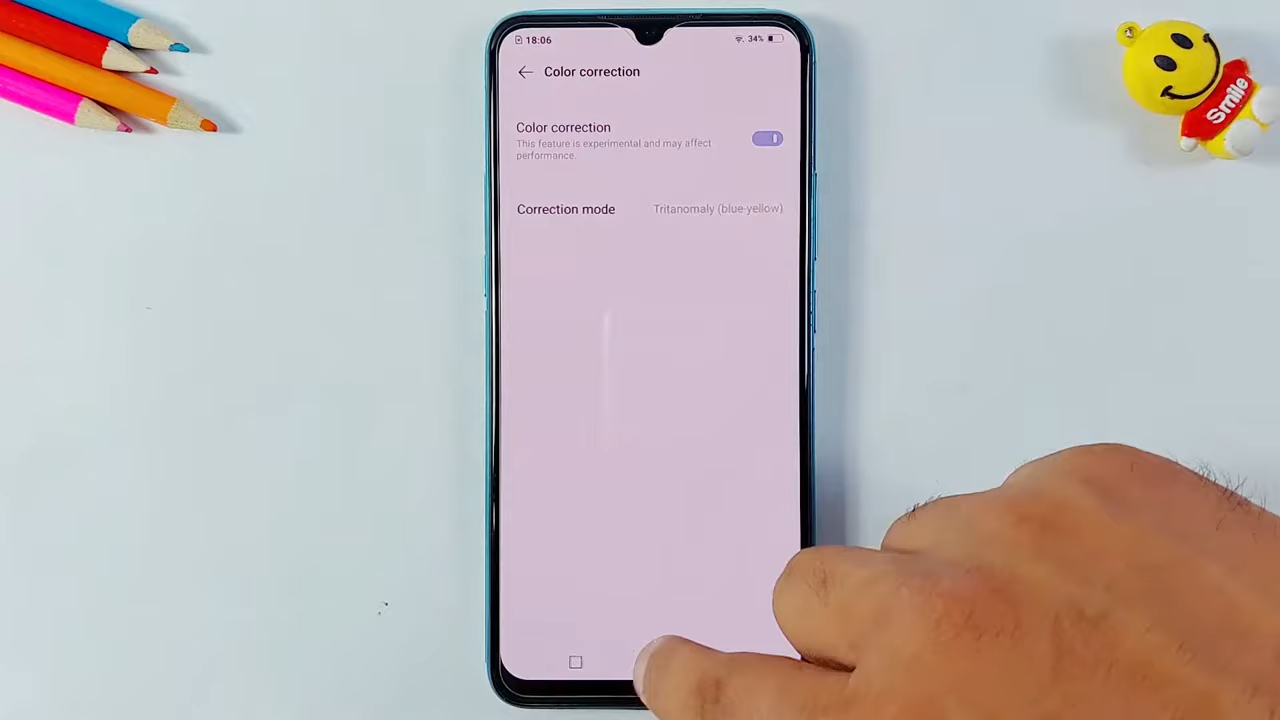 18:06
34%
Color correction
Color correction
This feature is experimental and may affect
performance.
Correction mode Tritanomaly (blue-yellow)
Smile